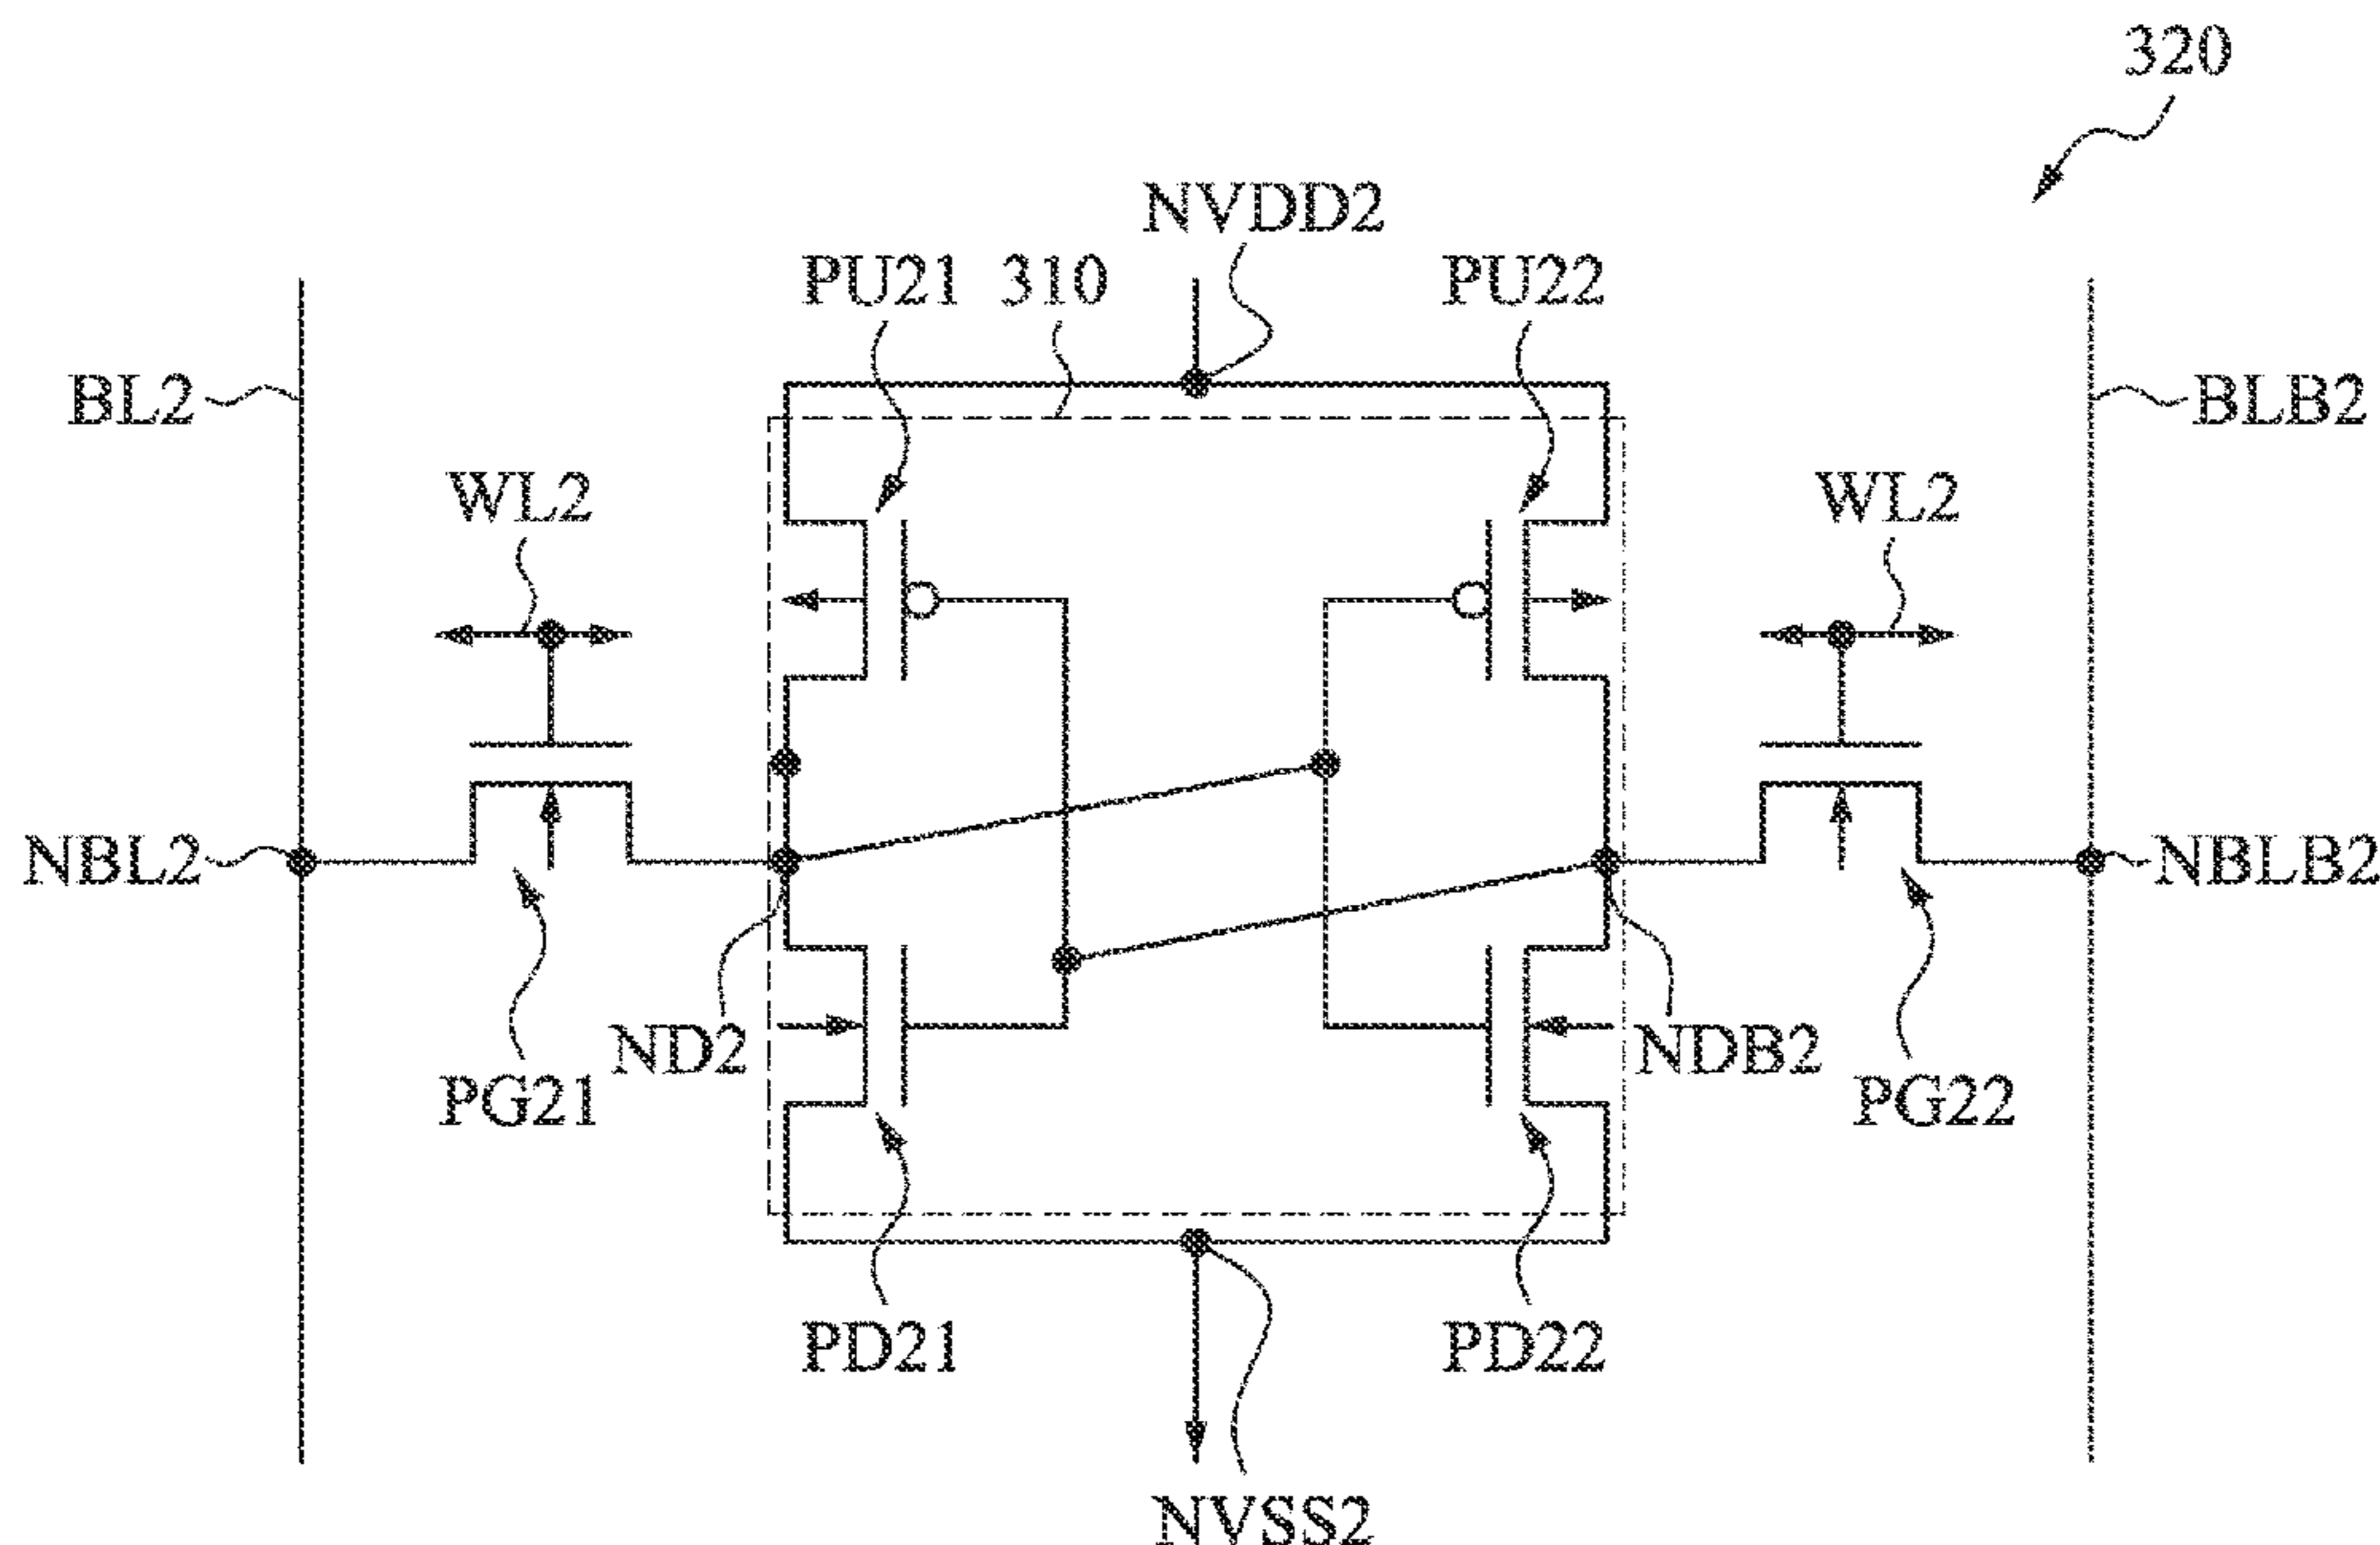 320
NVDD2
PU21 310 PU22
BL2
BLB2
WL2
WL2
NBL2
NBLB2
ND2
NDB2
PG21
PG22
PD21
PD22
NVSS2